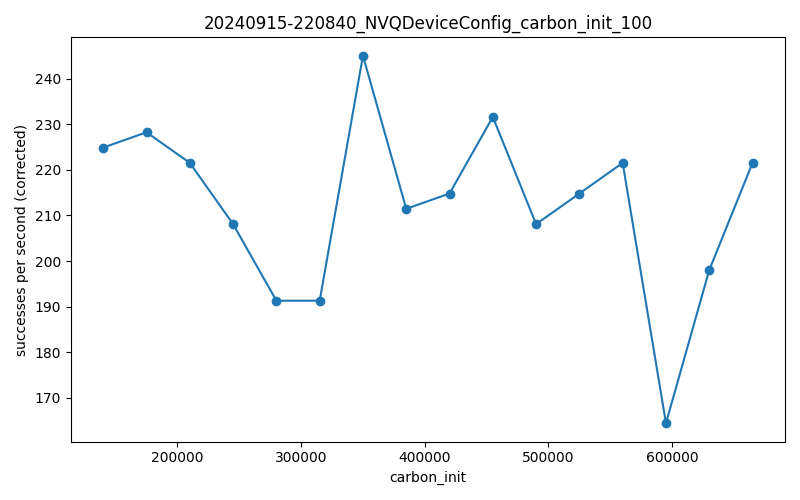 20240915-220840_NVQDeviceConfig_carbon_init_100
successes per second (corrected)
240
230
220
210
200
190
180
170
200000 300000 400000 500000 600000
carbon_init